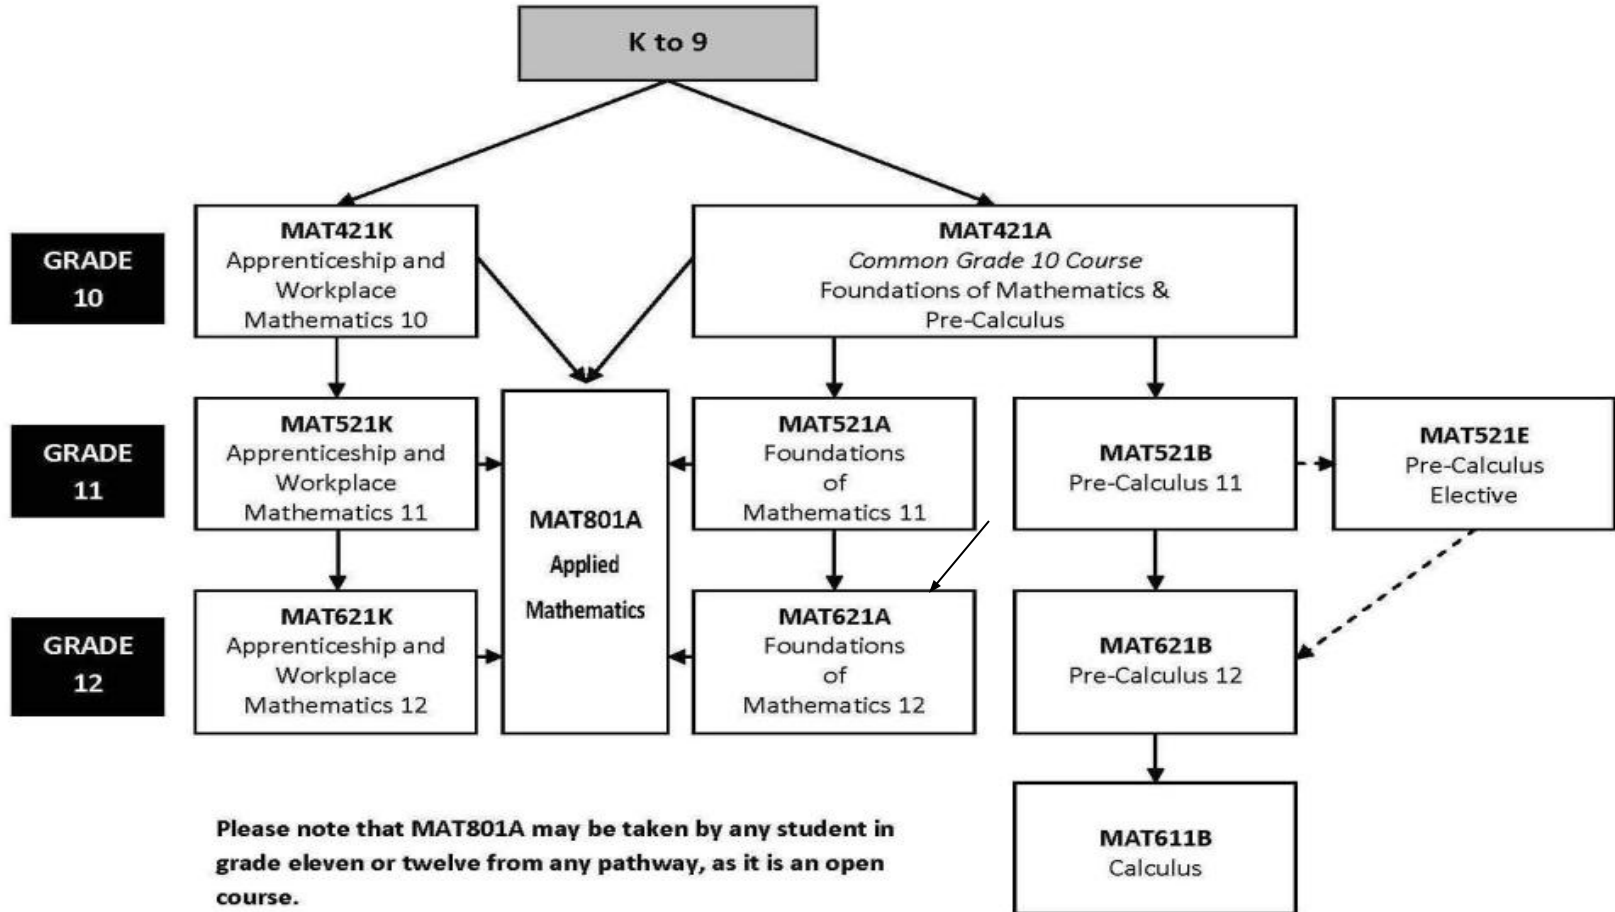 K to 9
GRADE
10
MAT421K
Apprenticeship and
Workplace
Mathematics 10
MAT421A
Common Grade 10 Course
Foundations of Mathematics &
Pre-Calculus
GRADE
11
MAT521K
Apprenticeship and
Workplace
Mathematics 11
MAT801A
Applied
Mathematics
MAT521A
Foundations
of
Mathematics 11
MAT521B
Pre-Calculus 11
MAT521E
Pre-Calculus
Elective
GRADE
12
MAT621K
Apprenticeship and
Workplace
Mathematics 12
MAT621A
Foundations
of
Mathematics 12
MAT621B
Pre-Calculus 12
MAT611B
Calculus
Please note that MAT801A may be taken by any student in
grade eleven or twelve from any pathway, as it is an open
course.